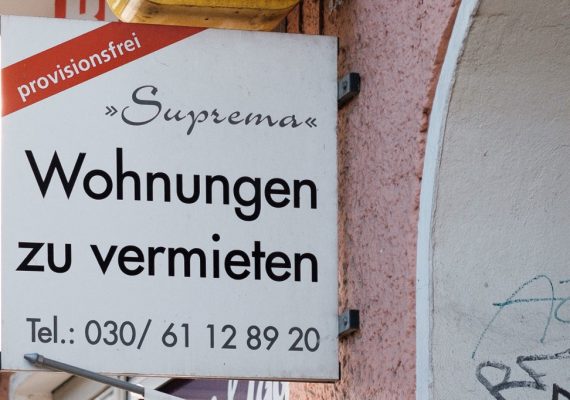 provisionsfrei
»Suprema«
Wohnungen
zu vermieten
Tel.: 030/ 61 12 89 20